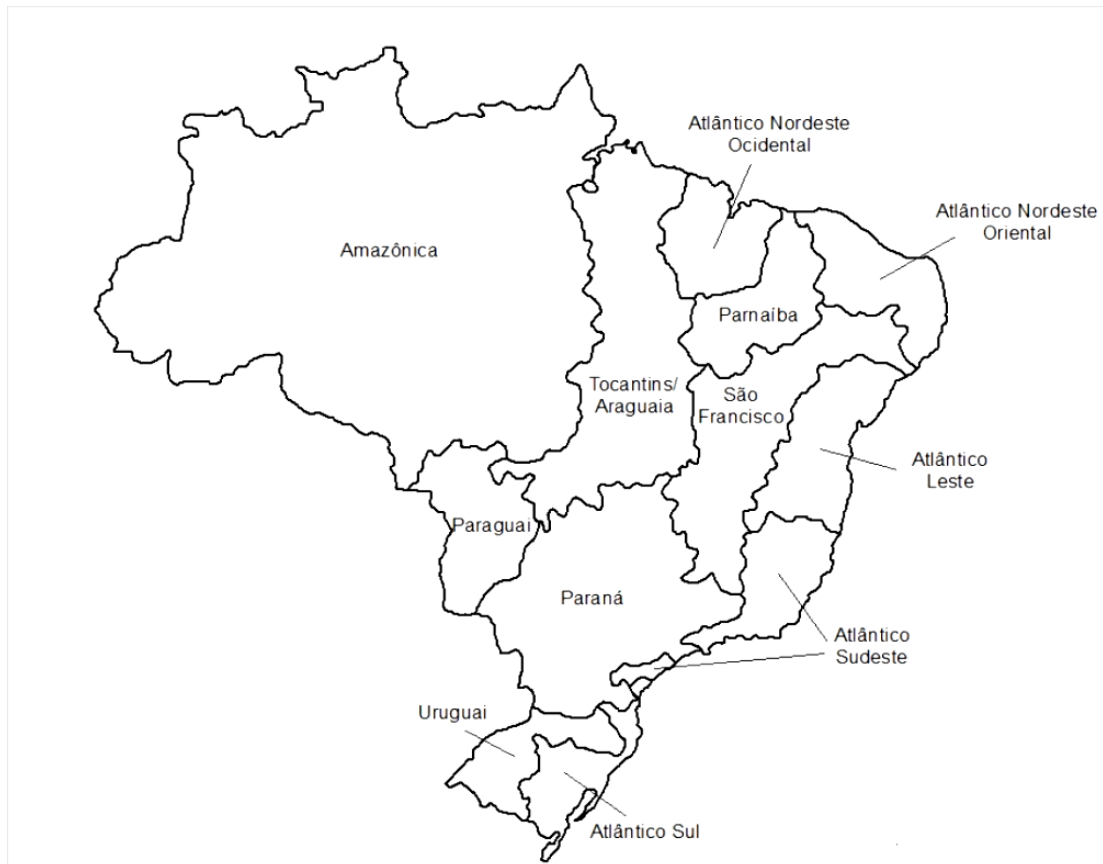 Atlântico Nordeste
Ocidental
Atlântico Nordeste
Oriental
Amazônica
Parnaíba
Tocantins/
Araguaia
São
Francisco
Atlântico
Leste
Paraguai
Paraná
Atlântico
Sudeste
Uruguai
Atlântico Sul